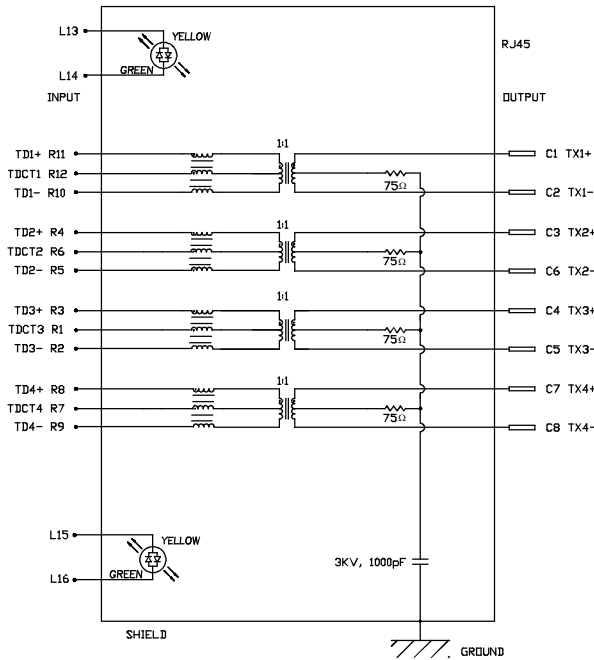 L13
YELLOW
RJ45
GREEN
L14
INPUT
OUTPUT
1:1
TD1+ R11
C1 TX1+
TDCT1 R12
75Ω
TD1- R10
C2 TX1-
1:1
TD2+ R4
C3 TX2+
TDCT2 R6
75Ω
TD2- R5
C6 TX2-
1:1
TD3+ R3
C4 TX3+
TDCT3 R1
75Ω
TD3- R2
C5 TX3-
1:1
TD4+ R8
C7 TX4+
TDCT4 R7
75Ω
TD4- R9
C8 TX4-
L15
YELLOW
GREEN
L16
3KV, 1000pF
SHIELD
GROUND